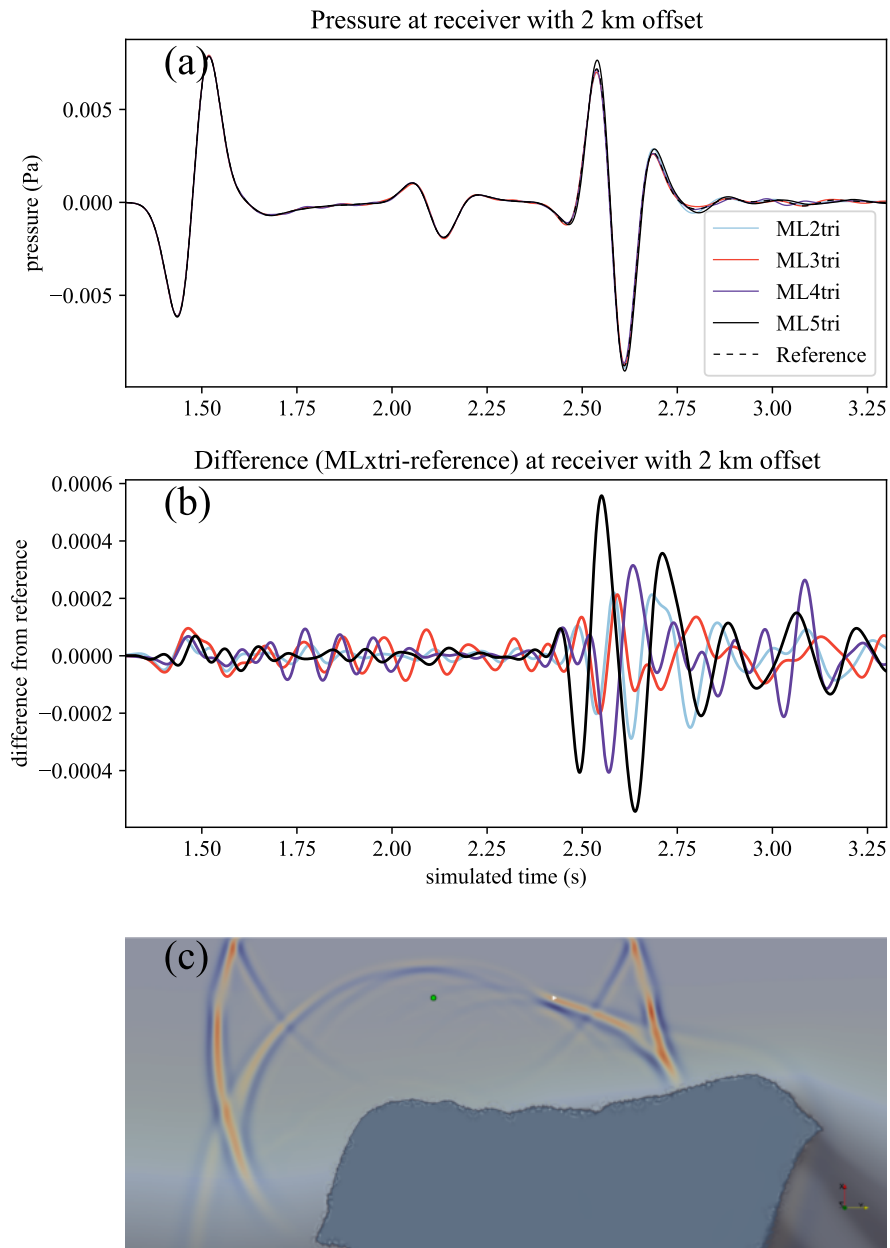 Pressure at receiver with 2 km offset
(a)
0.005
0.000
−0.005
pressure (Pa)
ML2tri
ML3tri
ML4tri
ML5tri
Reference
1.50 1.75 2.00 2.25 2.50 2.75 3.00 3.25
Difference (MLxtri-reference) at receiver with 2 km offset
(b)
0.0006
0.0004
0.0002
0.0000
−0.0002
−0.0004
difference from reference
1.50 1.75 2.00 2.25 2.50 2.75 3.00 3.25
simulated time (s)
(c)